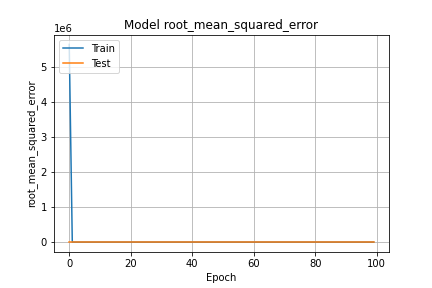 Model root_mean_squared_error
1e6
Train
Test
5
4
3
2
1
0
root_mean_squared_error
0 20 40 60 80 100
Epoch